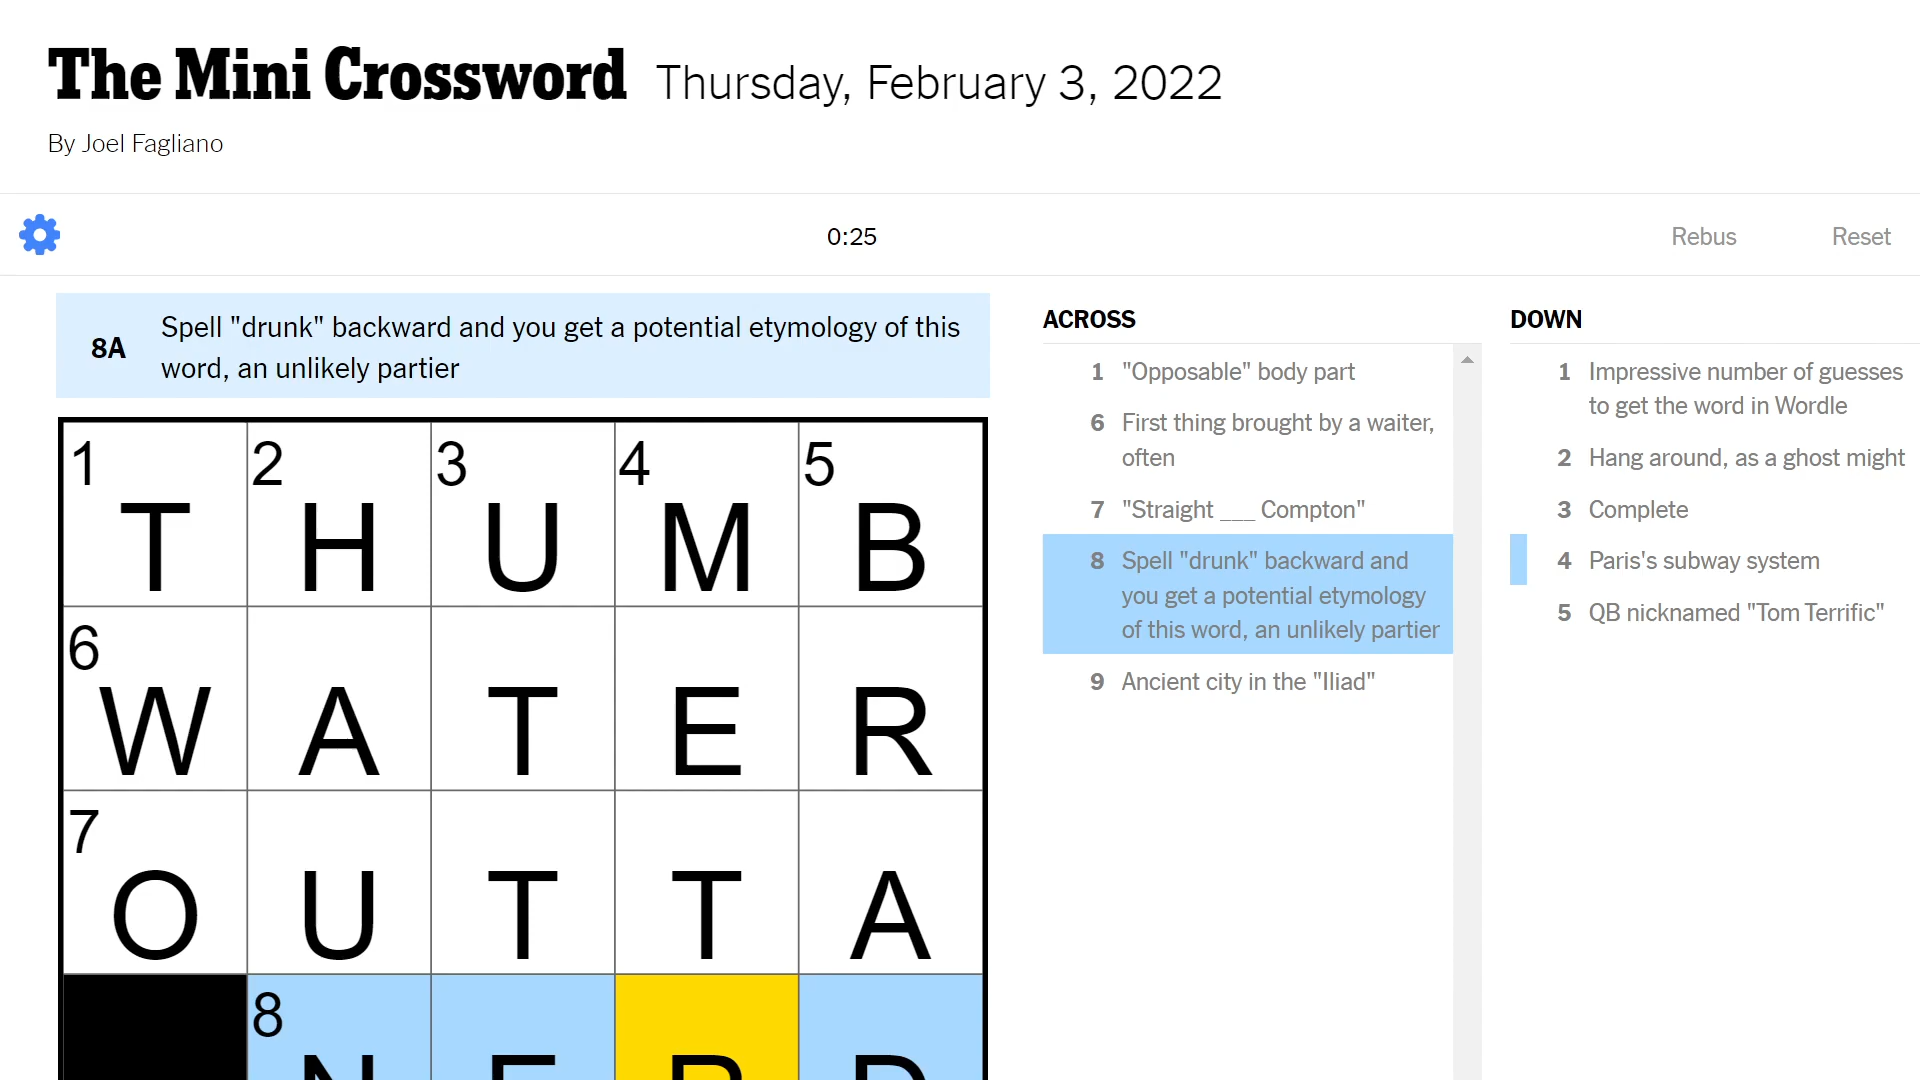 The Mini Crossword Thursday, February 3, 2022
By Joel Fagliano
0:25
Rebus
Reset
8A
Spell "drunk" backward and you get a potential etymology of this
word, an unlikely partier
1 2 3 4 5
T H U M B
6
W A T E R
7
O U T T A
8
N E R D
ACROSS
1 "Opposable" body part
6 First thing brought by a waiter,
often
7 "Straight ___ Compton"
8 Spell "drunk" backward and
you get a potential etymology
of this word, an unlikely partier
9 Ancient city in the "Iliad"
DOWN
1 Impressive number of guesses
to get the word in Wordle
2 Hang around, as a ghost might
3 Complete
4 Paris's subway system
5 QB nicknamed "Tom Terrific"